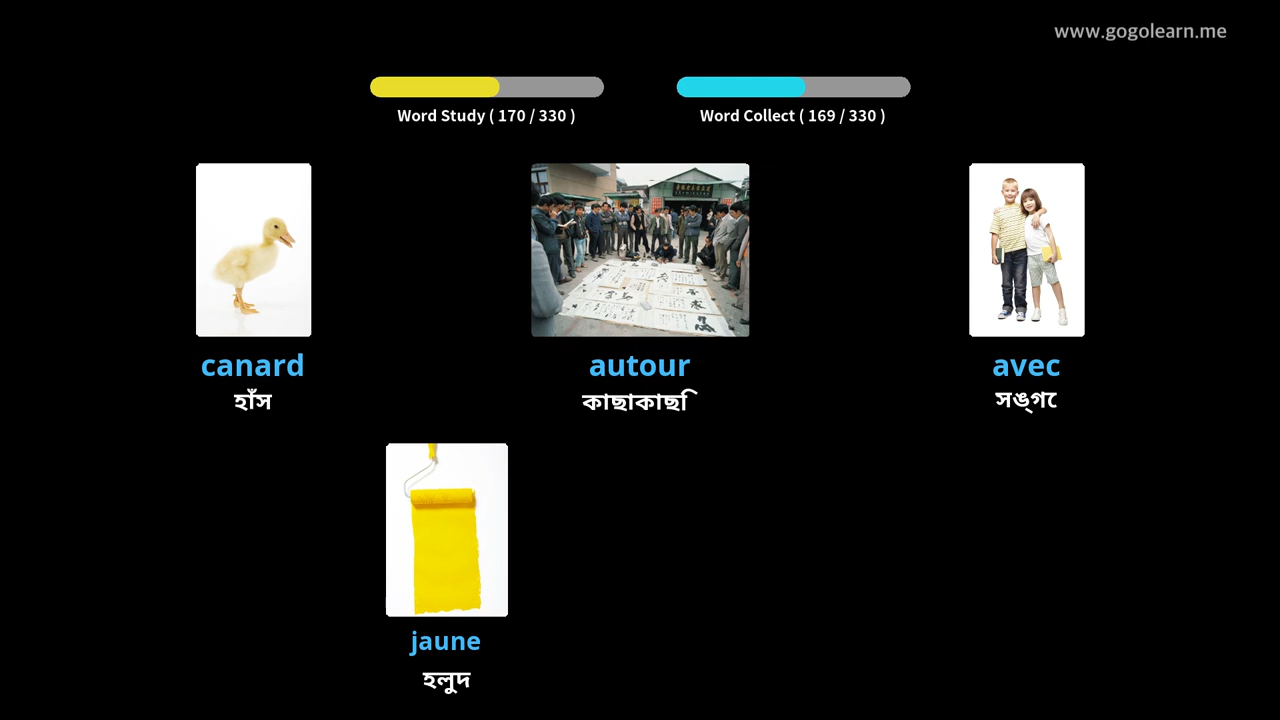 www.gogolearn.me
Word Study ( 170 / 330 )
Word Collect ( 169 / 330 )
canard
হাঁস
autour
কাছাকাছি
avec
সঙ্গে
jaune
হলুদ